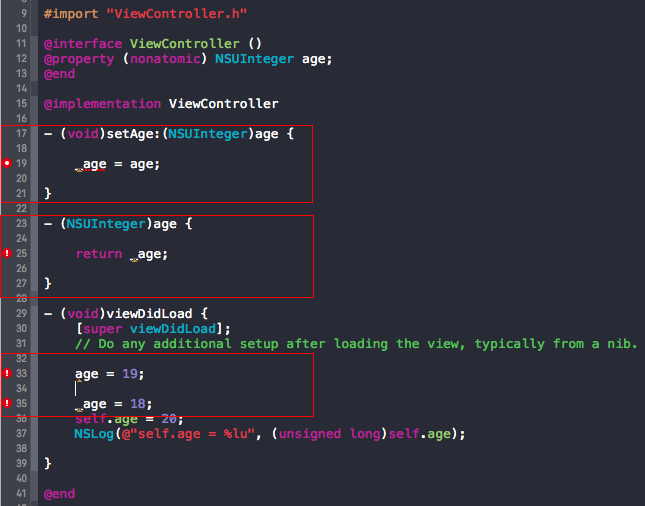 8
9 #import "ViewController.h"
10
11 @interface ViewController ()
12 @property (nonatomic) NSUInteger age;
13 @end
14
15 @implementation ViewController
16
17 - (void)setAge:(NSUInteger)age {
18
19 _age = age;
20
21 }
22
23 - (NSUInteger)age {
24
25 return _age;
26
27 }
28
29 - (void)viewDidLoad {
30 [super viewDidLoad];
31 // Do any additional setup after loading the view, typically from a nib.
32
33 age = 19;
34
35 _age = 18;
36 self.age = 20;
37 NSLog(@"self.age = %lu", (unsigned long)self.age);
38
39 }
40
41 @end